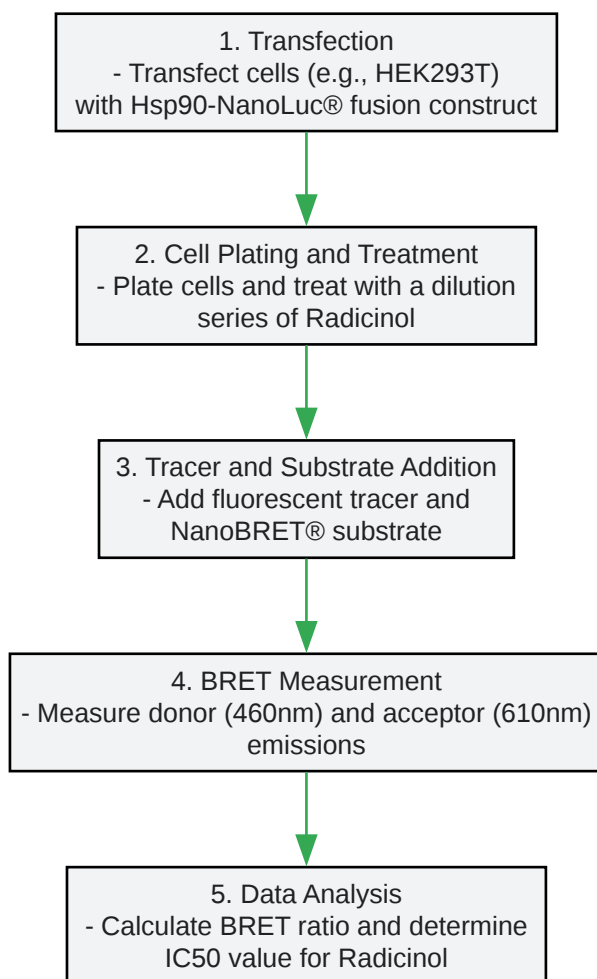 1. Transfection
- Transfect cells (e.g., HEK293T)
with Hsp90-NanoLuc® fusion construct
2. Cell Plating and Treatment
- Plate cells and treat with a dilution
series of Radicinol
3. Tracer and Substrate Addition
- Add fluorescent tracer and
NanoBRET® substrate
4. BRET Measurement
- Measure donor (460nm) and acceptor (610nm)
emissions
5. Data Analysis
- Calculate BRET ratio and determine
IC50 value for Radicinol